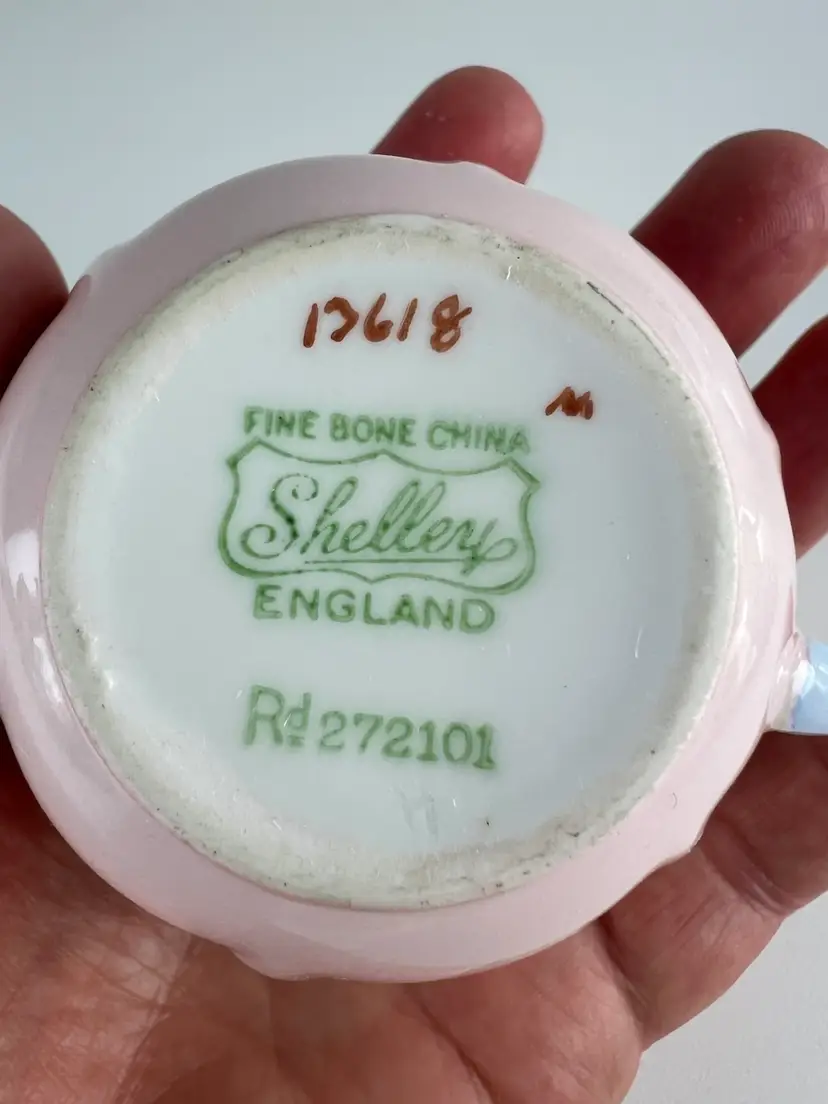 13618
M
FINE BONE CHINA
Shelley
ENGLAND
Rd 272101